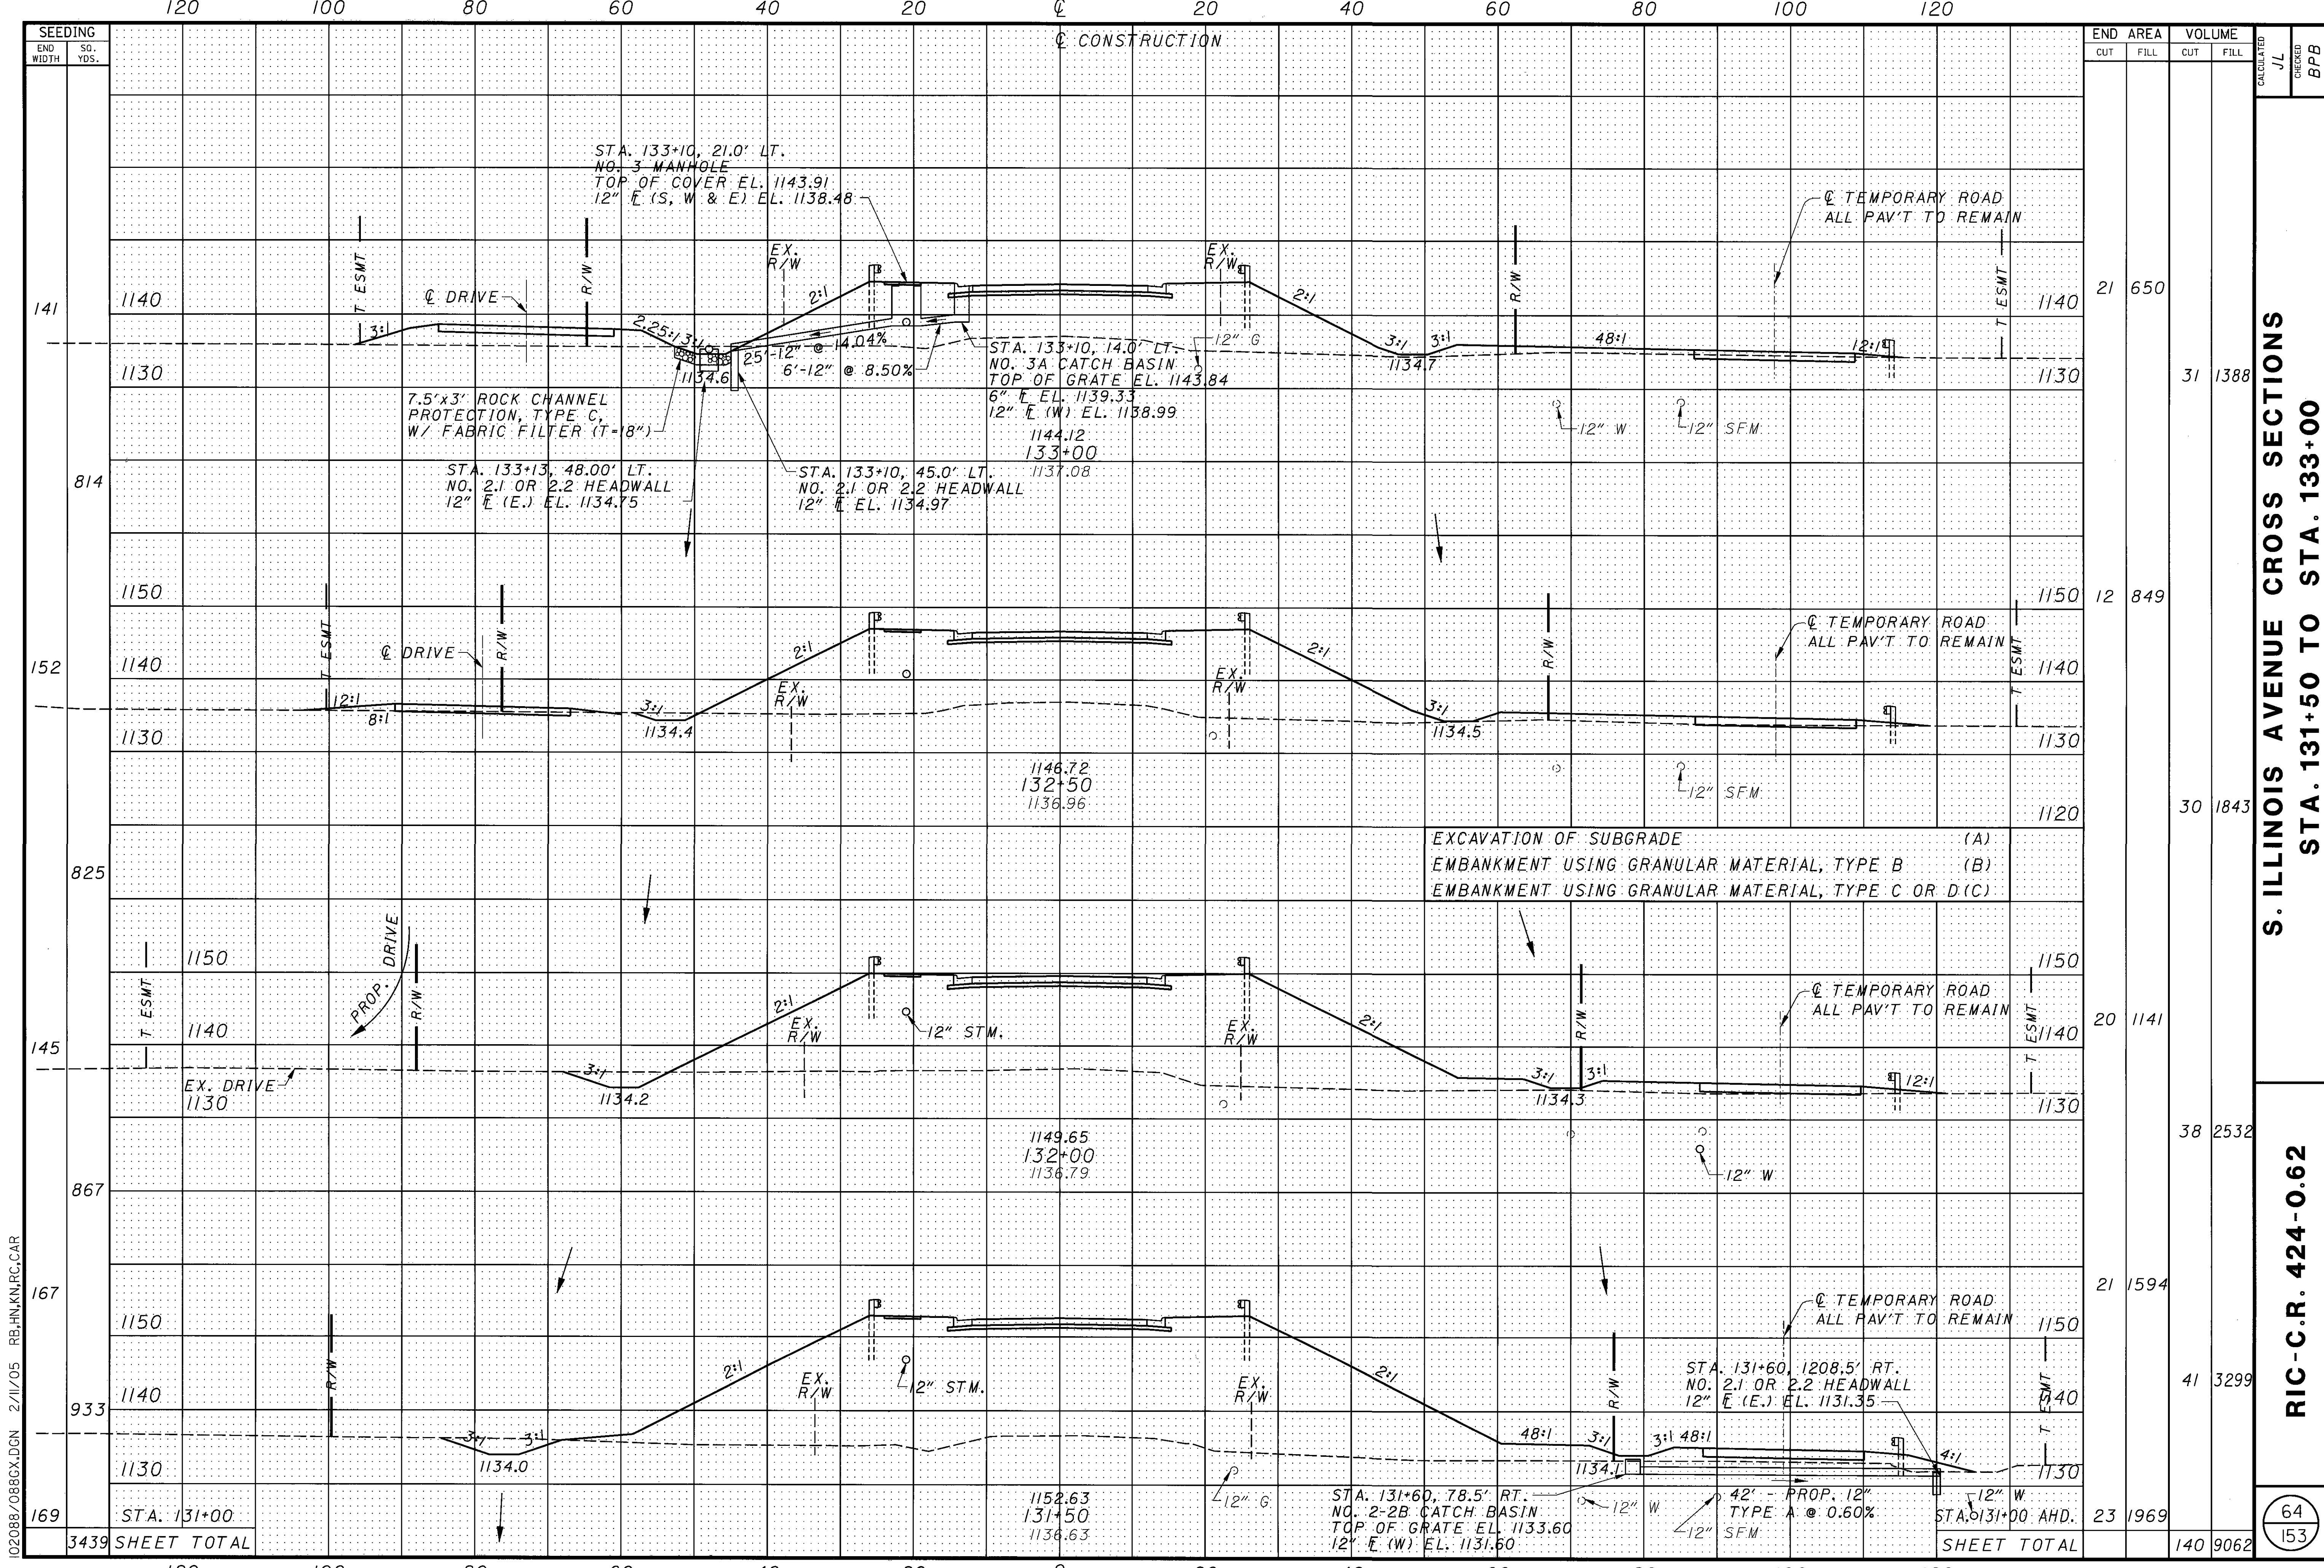 120 100 80 60 40 20 ℄ 20 40 60 80 100 120
SEEDING
END WIDTH
SQ. YDS.
℄ CONSTRUCTION
END AREA
VOLUME
CUT FILL CUT FILL
CALCULATED
JL
CHECKED
BPB
STA. 133+10, 21.0' LT.
NO. 3 MANHOLE
TOP OF COVER EL. 1143.91
12" ℄ (S, W & E) EL. 1138.48
℄ TEMPORARY ROAD
ALL PAV'T TO REMAIN
T ESMT
R/W
EX.
R/W
EX.
R/W
R/W
T ESMT
141
1140
℄ DRIVE
3:1
2.25:1
3:1
2:1
2:1
3:1
3:1
48:1
12:1
1140
21 650
25'-12" @ 14.04%
6'-12" @ 8.50%
12" G
1130
1134.6
1134.7
1130
31 1388
STA. 133+10, 14.0' LT.
NO. 3A CATCH BASIN
TOP OF GRATE EL. 1143.84
6" ℄ EL. 1139.33
12" ℄ (W) EL. 1138.99
7.5'x3' ROCK CHANNEL
PROTECTION, TYPE C,
W/ FABRIC FILTER (T=18")
12" W
12" SFM
1144.12
133+00
1137.08
814
STA. 133+13, 48.00' LT.
NO. 2.1 OR 2.2 HEADWALL
12" ℄ (E.) EL. 1134.75
STA. 133+10, 45.0' LT.
NO. 2.1 OR 2.2 HEADWALL
12" ℄ EL. 1134.97
1150
1150
12 849
T ESMT
R/W
℄ DRIVE
2:1
EX.
R/W
EX.
R/W
2:1
R/W
℄ TEMPORARY ROAD
ALL PAV'T TO REMAIN
T ESMT
152
1140
1140
12:1
8:1
3:1
1134.4
3:1
1134.5
1130
1130
1146.72
132+50
1136.96
12" SFM
1120
30 1843
EXCAVATION OF SUBGRADE (A)
EMBANKMENT USING GRANULAR MATERIAL, TYPE B (B)
EMBANKMENT USING GRANULAR MATERIAL, TYPE C OR D (C)
825
1150
1150
T ESMT
PROP. DRIVE
R/W
2:1
EX.
R/W
12" STM.
EX.
R/W
2:1
R/W
℄ TEMPORARY ROAD
ALL PAV'T TO REMAIN
T ESMT
1140
1140
20 1141
145
EX. DRIVE
1130
3:1
1134.2
3:1
3:1
1134.3
12:1
1130
1149.65
132+00
1136.79
12" W
38 2532
867
167
21 1594
1150
1150
R/W
2:1
EX.
R/W
12" STM.
EX.
R/W
2:1
R/W
℄ TEMPORARY ROAD
ALL PAV'T TO REMAIN
STA. 131+60, 1208.5' RT.
NO. 2.1 OR 2.2 HEADWALL
12" ℄ (E.) EL. 1131.35
T ESMT
933
1140
1140
41 3299
3:1
3:1
1134.0
48:1
3:1
3:1
48:1
4:1
1134.1
1130
1130
1152.63
131+50
1136.63
12" G
STA. 131+60, 78.5' RT.
NO. 2-2B CATCH BASIN
TOP OF GRATE EL. 1133.60
12" ℄ (W) EL. 1131.60
12" W
12" SFM
42' - PROP. 12"
TYPE A @ 0.60%
12" W
169
STA. 131+00
STA. 131+00 AHD.
23 1969
3439 SHEET TOTAL
SHEET TOTAL
140 9062
S. ILLINOIS AVENUE CROSS SECTIONS
STA. 131+50 TO STA. 133+00
RIC-C.R. 424-0.62
64
153
102088/088GX.DGN 2/11/05 RB,HN,KN,RC,CAR